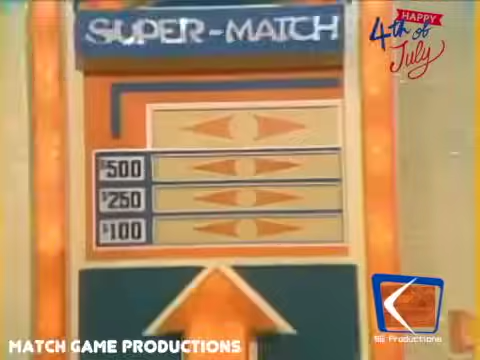 SUPER-MATCH
HAPPY
4th of
July
$500
$250
$100
Productions
MATCH GAME PRODUCTIONS